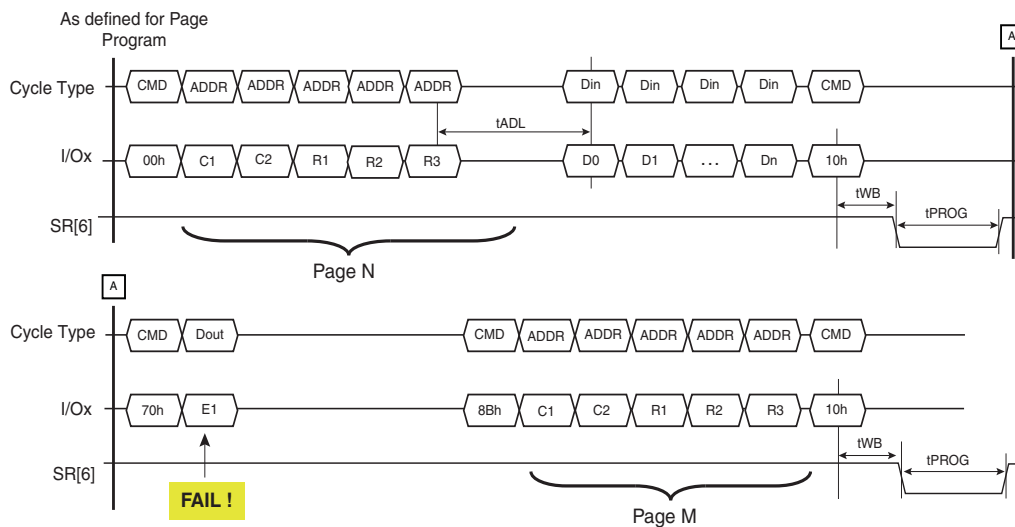 As defined for Page
Program
A
Cycle Type CMD ADDR ADDR ADDR ADDR ADDR Din Din Din Din CMD
tADL
I/Ox 00h C1 C2 R1 R2 R3 D0 D1 ... Dn 10h
tWB tPROG
SR[6]
Page N
A
Cycle Type CMD Dout CMD ADDR ADDR ADDR ADDR ADDR CMD
I/Ox 70h E1 8Bh C1 C2 R1 R2 R3 10h
tWB tPROG
SR[6]
FAIL !
Page M